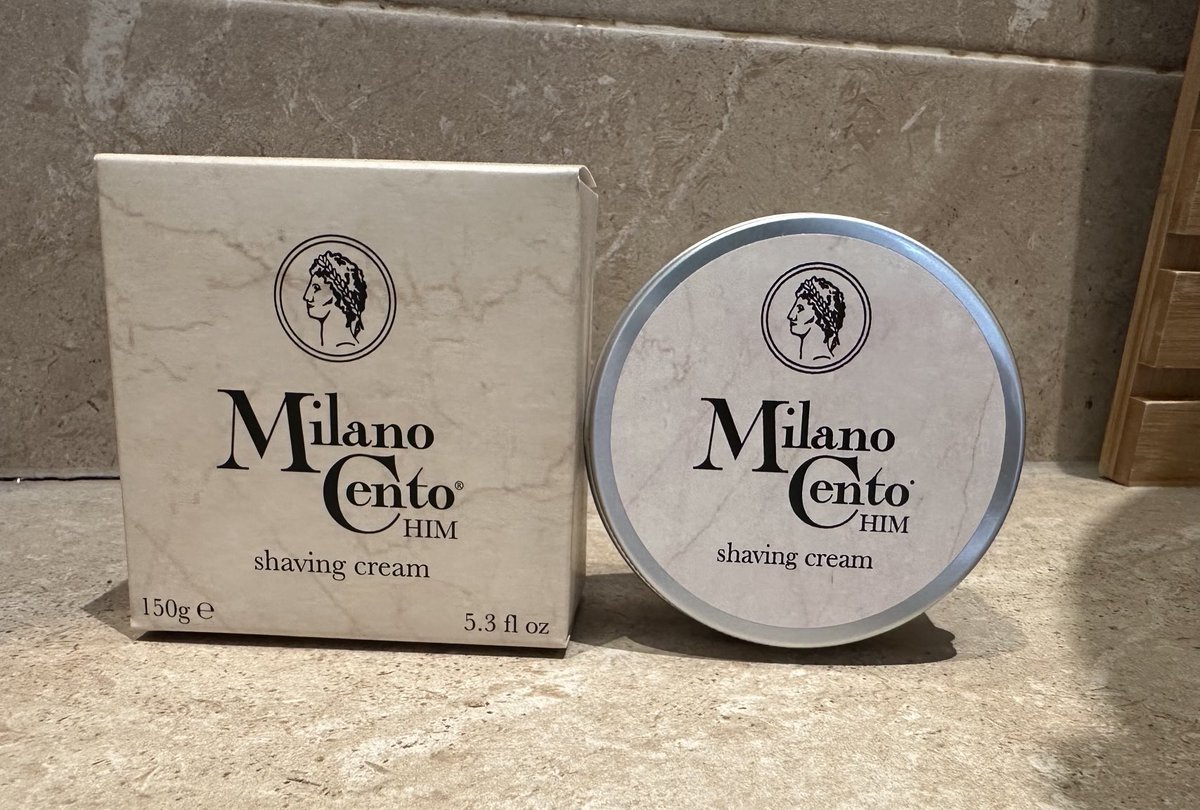 Milano
Cento®
HIM
shaving cream
150g ℮
5.3 fl oz
Milano
Cento®
HIM
shaving cream